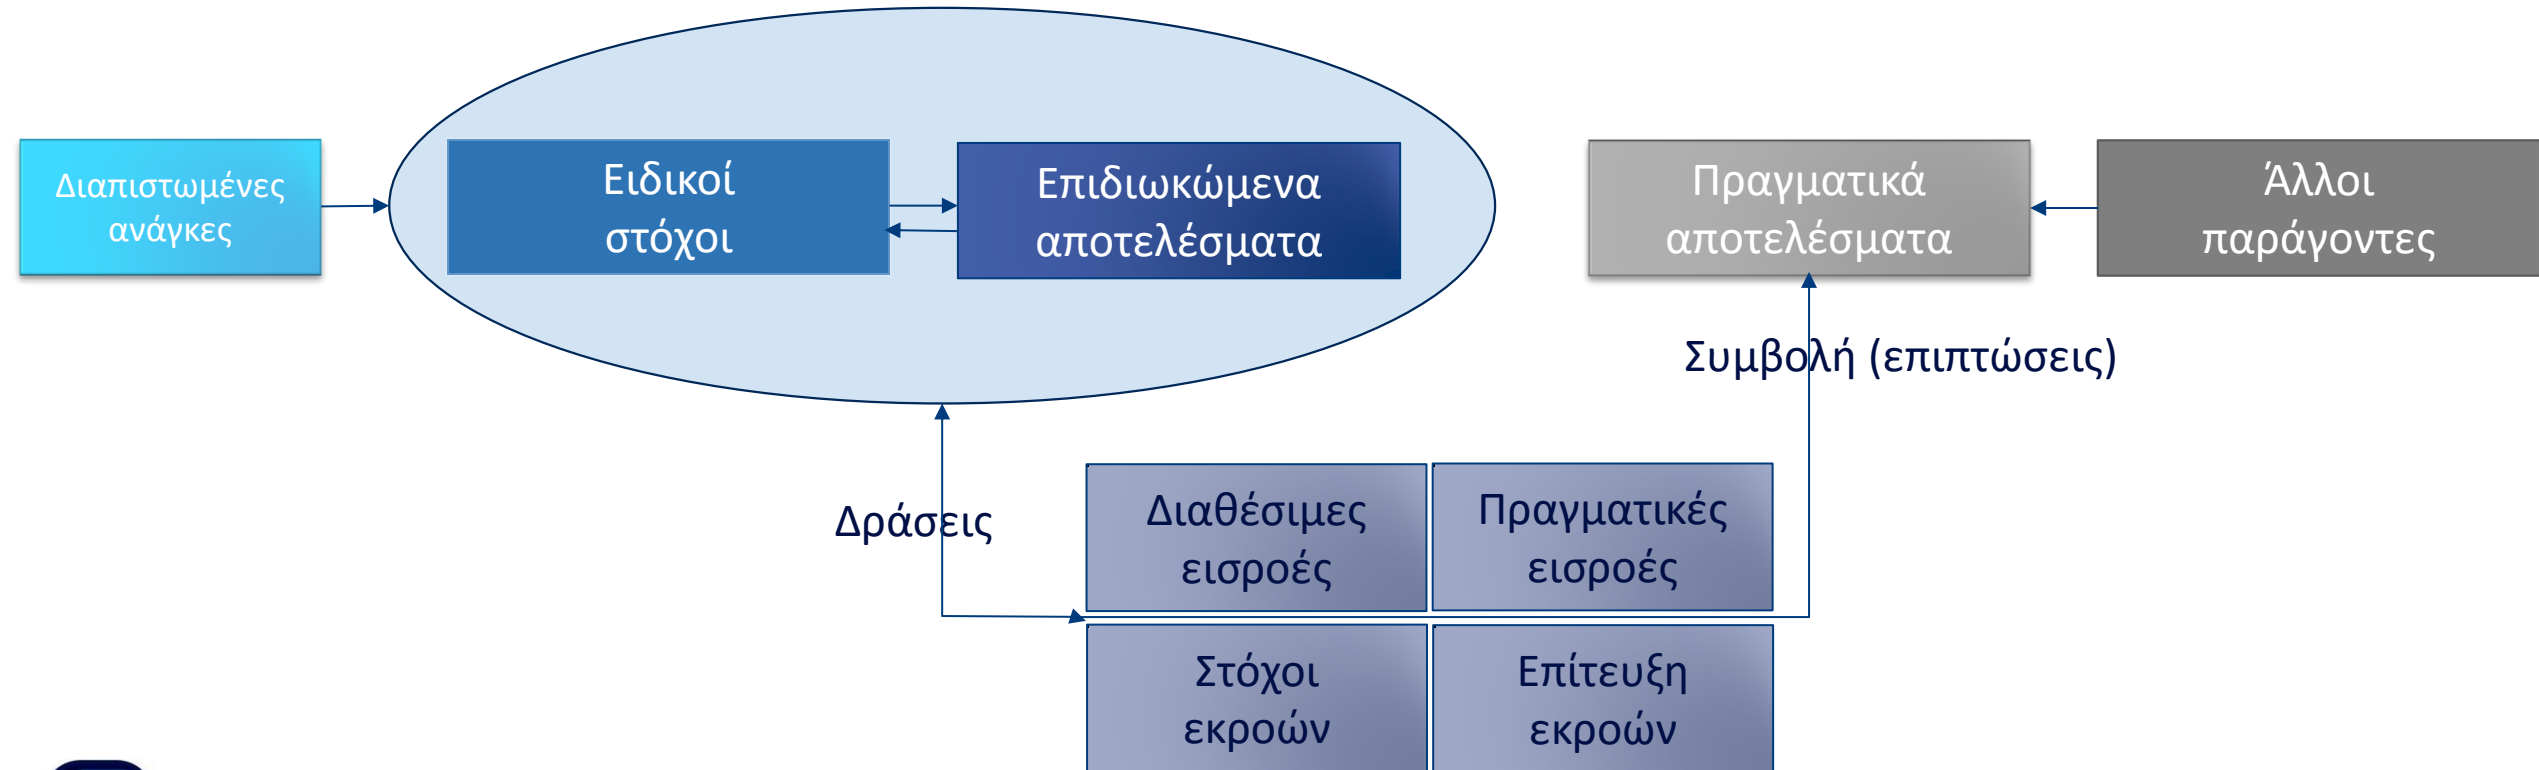 Διαπιστωμένες
ανάγκες
Ειδικοί
στόχοι
Επιδιωκώμενα
αποτελέσματα
Πραγματικά
αποτελέσματα
Άλλοι
παράγοντες
Συμβολή (επιπτώσεις)
Δράσεις
Διαθέσιμες
εισροές
Πραγματικές
εισροές
Στόχοι
εκροών
Επίτευξη
εκροών